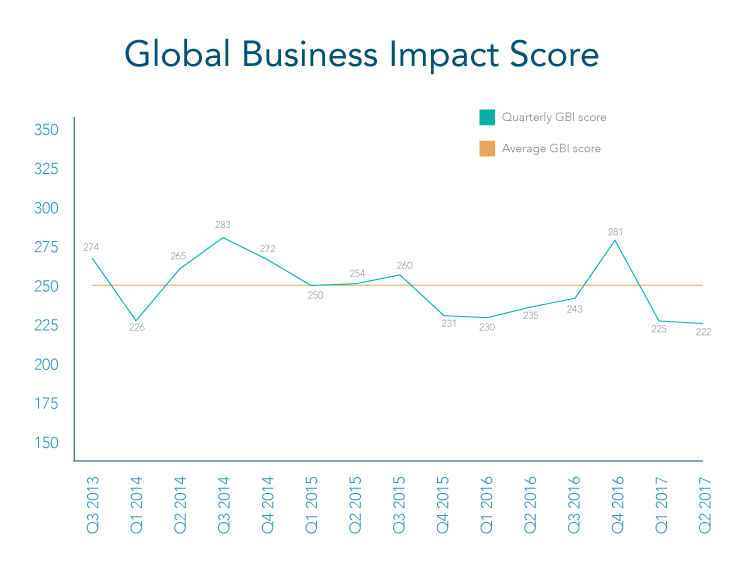 Global Business Impact Score
Quarterly GBI score
Average GBI score
350
325
300
275
250
225
200
175
150
274
226
265
283
272
250
254
260
231
230
235
243
281
225
222
Q3 2013
Q1 2014
Q2 2014
Q3 2014
Q4 2014
Q1 2015
Q2 2015
Q3 2015
Q4 2015
Q1 2016
Q2 2016
Q3 2016
Q4 2016
Q1 2017
Q2 2017